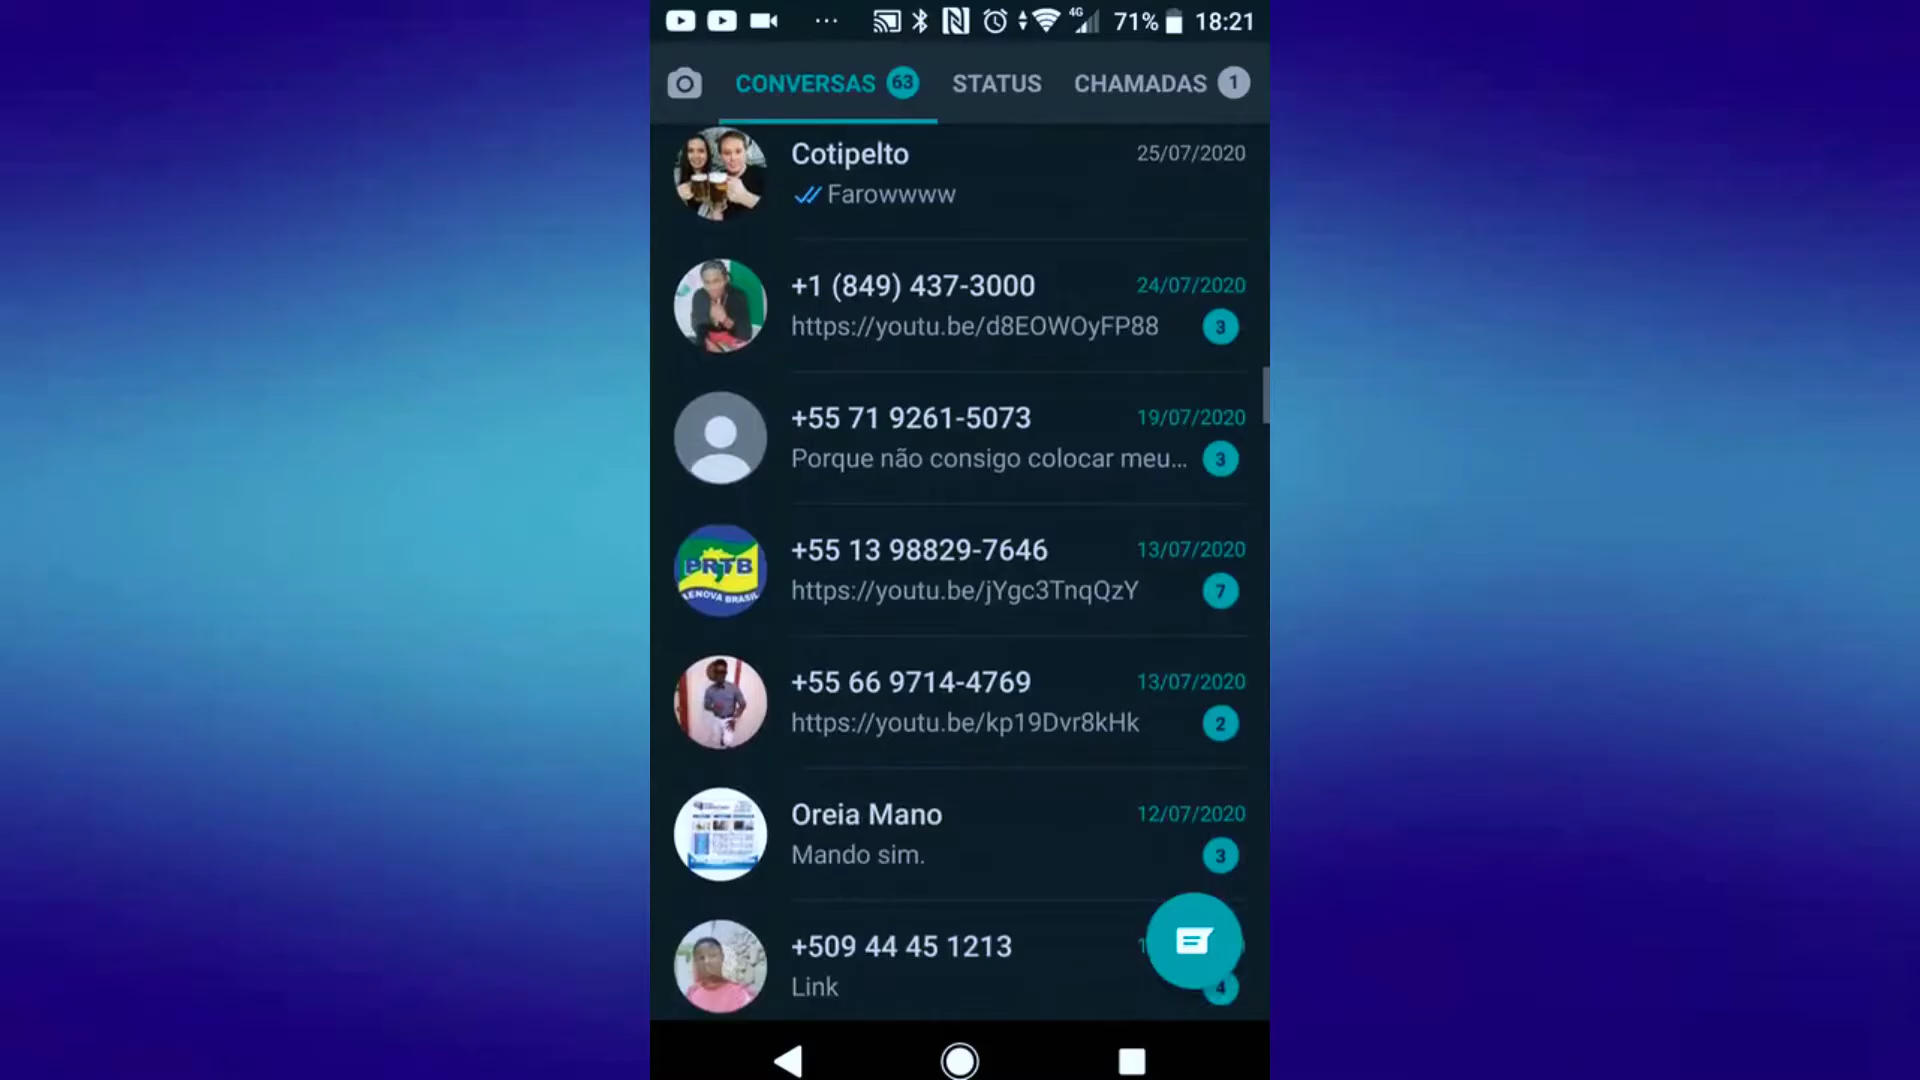 4G 71% 18:21
CONVERSAS 63 STATUS CHAMADAS 1
Cotipelto 25/07/2020
Farowwww
+1 (849) 437-3000 24/07/2020
https://youtu.be/d8EOWOyFP88 3
+55 71 9261-5073 19/07/2020
Porque não consigo colocar meu... 3
+55 13 98829-7646 13/07/2020
https://youtu.be/jYgc3TnqQzY 7
PRTB
RENOVA BRASIL
+55 66 9714-4769 13/07/2020
https://youtu.be/kp19Dvr8kHk 2
Oreia Mano 12/07/2020
Mando sim. 3
+509 44 45 1213
Link 4